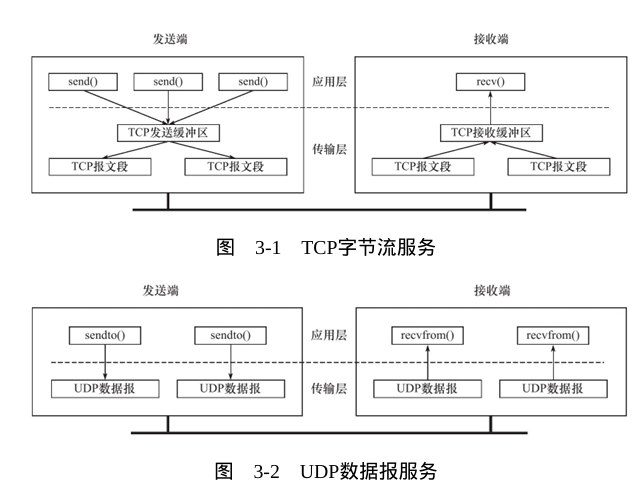 发送端 接收端
send() send() send() 应用层 recv()
TCP发送缓冲区 TCP接收缓冲区
传输层
TCP报文段 TCP报文段 TCP报文段 TCP报文段
图 3-1 TCP字节流服务
发送端 接收端
sendto() sendto() 应用层 recvfrom() recvfrom()
UDP数据报 UDP数据报 传输层 UDP数据报 UDP数据报
图 3-2 UDP数据报服务